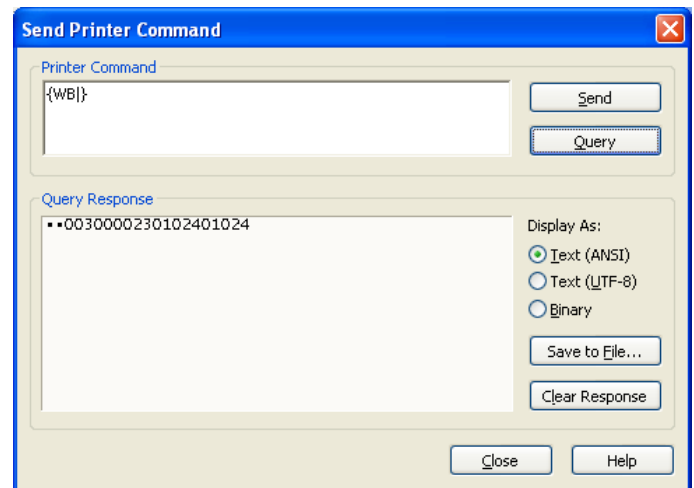 Send Printer Command
Printer Command
{WB|}
Send
Query
Query Response
▪▪0030000230102401024
Display As:
Text (ANSI)
Text (UTF-8)
Binary
Save to File...
Clear Response
Close
Help